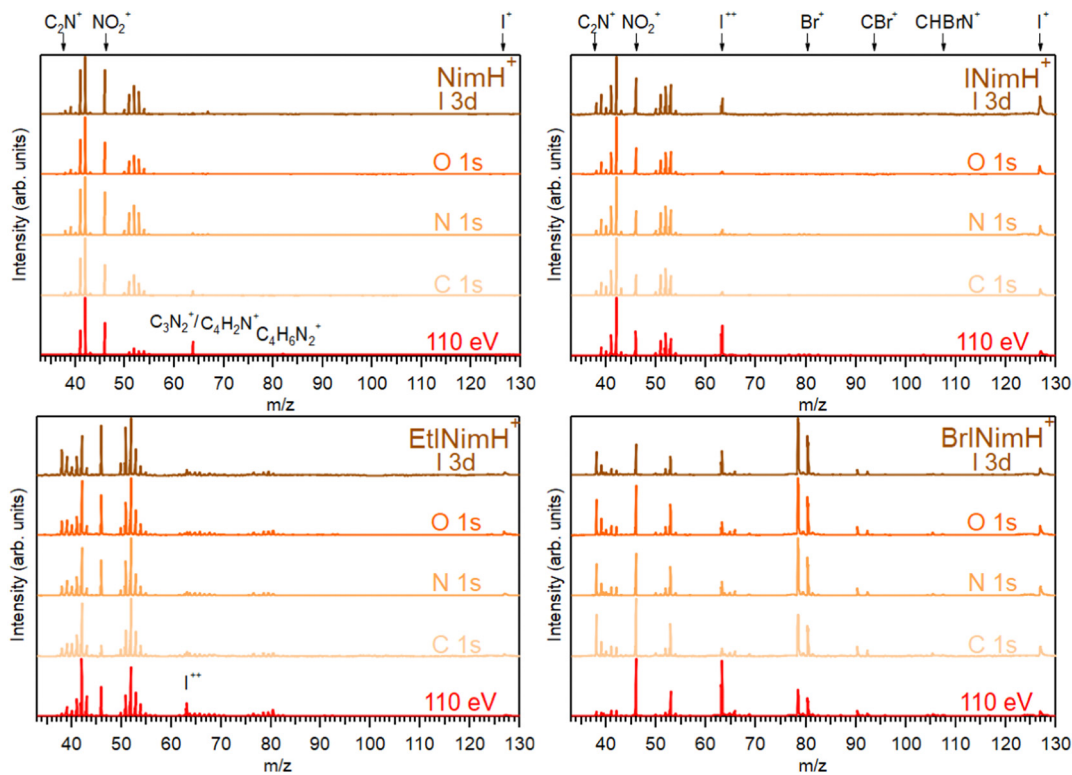 C₂N⁺ NO₂⁺ I⁺
C₂N⁺ NO₂⁺ I⁺⁺ Br⁺ CBr⁺ CHBrN⁺ I⁺
Intensity (arb. units)
NimH⁺
I 3d
O 1s
N 1s
C 1s
C₃N₂⁺/C₄H₂N⁺ C₄H₆N₂⁺
110 eV
40 50 60 70 80 90 100 110 120 130
m/z
Intensity (arb. units)
INimH⁺
I 3d
O 1s
N 1s
C 1s
110 eV
40 50 60 70 80 90 100 110 120 130
m/z
Intensity (arb. units)
EtINimH⁺
I 3d
O 1s
N 1s
C 1s
I⁺⁺
110 eV
40 50 60 70 80 90 100 110 120 130
m/z
Intensity (arb. units)
BrINimH⁺
I 3d
O 1s
N 1s
C 1s
110 eV
40 50 60 70 80 90 100 110 120 130
m/z